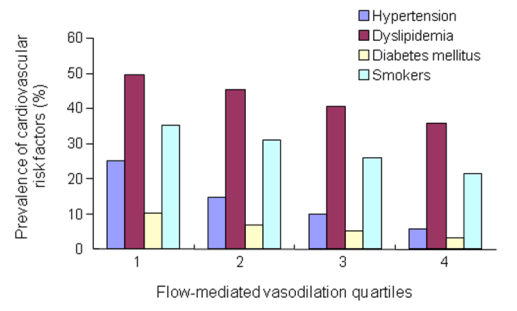 Hypertension
Dyslipidemia
Diabetes mellitus
Smokers
Prevalence of cardiovascular
risk factors (%)
60
50
40
30
20
10
0
1 2 3 4
Flow-mediated vasodilation quartiles